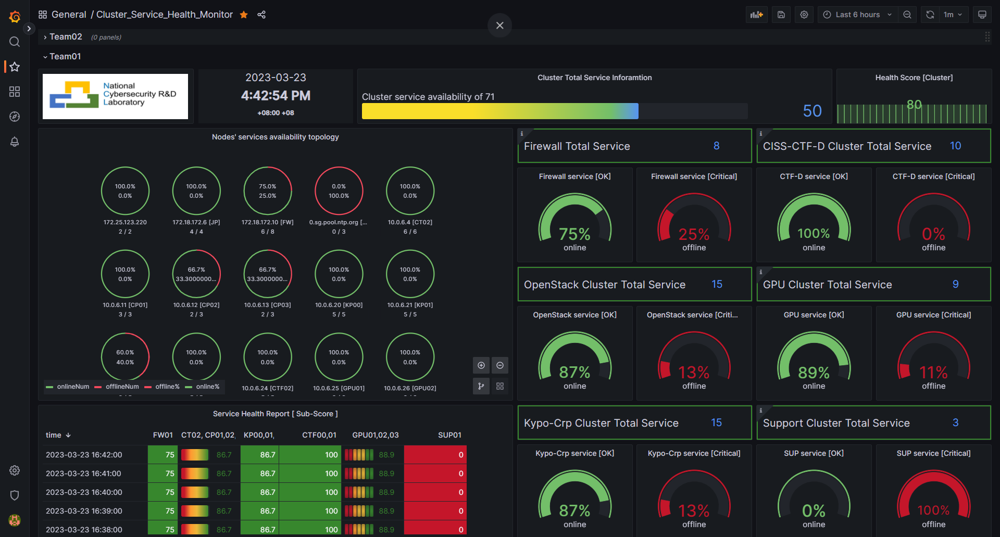 General / Cluster_Service_Health_Monitor
Last 6 hours
1m
Team02 (0 panels)
Team01
National
Cybersecurity R&D
Laboratory
2023-03-23
4:42:54 PM
+08:00 +08
Cluster Total Service Inforamtion
Cluster service availability of 71
50
Health Score [Cluster]
80
Nodes' services availability topology
100.0%
0.0%
172.25.123.220
2 / 2
100.0%
0.0%
172.18.172.6 [JP]
4 / 4
75.0%
25.0%
172.18.172.10 [FW]
6 / 8
0.0%
100.0%
0.sg.pool.ntp.org [...
0 / 3
100.0%
0.0%
10.0.6.4 [CT02]
6 / 6
100.0%
0.0%
10.0.6.11 [CP01]
3 / 3
66.7%
33.3000000...
10.0.6.12 [CP02]
2 / 3
66.7%
33.3000000...
10.0.6.13 [CP03]
2 / 3
100.0%
0.0%
10.0.6.20 [KP00]
5 / 5
100.0%
0.0%
10.0.6.21 [KP01]
5 / 5
60.0%
40.0%
100.0%
0.0%
100.0%
0.0%
10.0.6.24 [CTF02]
100.0%
0.0%
10.0.6.25 [GPU01]
100.0%
0.0%
10.0.6.26 [GPU02]
onlineNum offlineNum offline% online%
Firewall Total Service 8
Firewall service [OK]
75%
online
Firewall service [Critical]
25%
offline
CISS-CTF-D Cluster Total Service 10
CTF-D service [OK]
100%
online
CTF-D service [Critical]
0%
offline
OpenStack Cluster Total Service 15
OpenStack service [OK]
87%
online
OpenStack service [Criti...
13%
offline
GPU Cluster Total Service 9
GPU service [OK]
89%
online
GPU service [Critical]
11%
offline
Kypo-Crp Cluster Total Service 15
Kypo-Crp service [OK]
87%
online
Kypo-Crp service [Critical]
13%
offline
Support Cluster Total Service 3
SUP service [OK]
0%
online
SUP service [Critical]
100%
offline
Service Health Report [ Sub-Score ]
time FW01 CT02, CP01,02, KP00,01, CTF00,01 GPU01,02,03 SUP01
2023-03-23 16:42:00 75 86.7 86.7 100 88.9 0
2023-03-23 16:41:00 75 86.7 86.7 100 88.9 0
2023-03-23 16:40:00 75 86.7 86.7 100 88.9 0
2023-03-23 16:39:00 75 86.7 86.7 100 88.9 0
2023-03-23 16:38:00 75 86.7 86.7 100 88.9 0